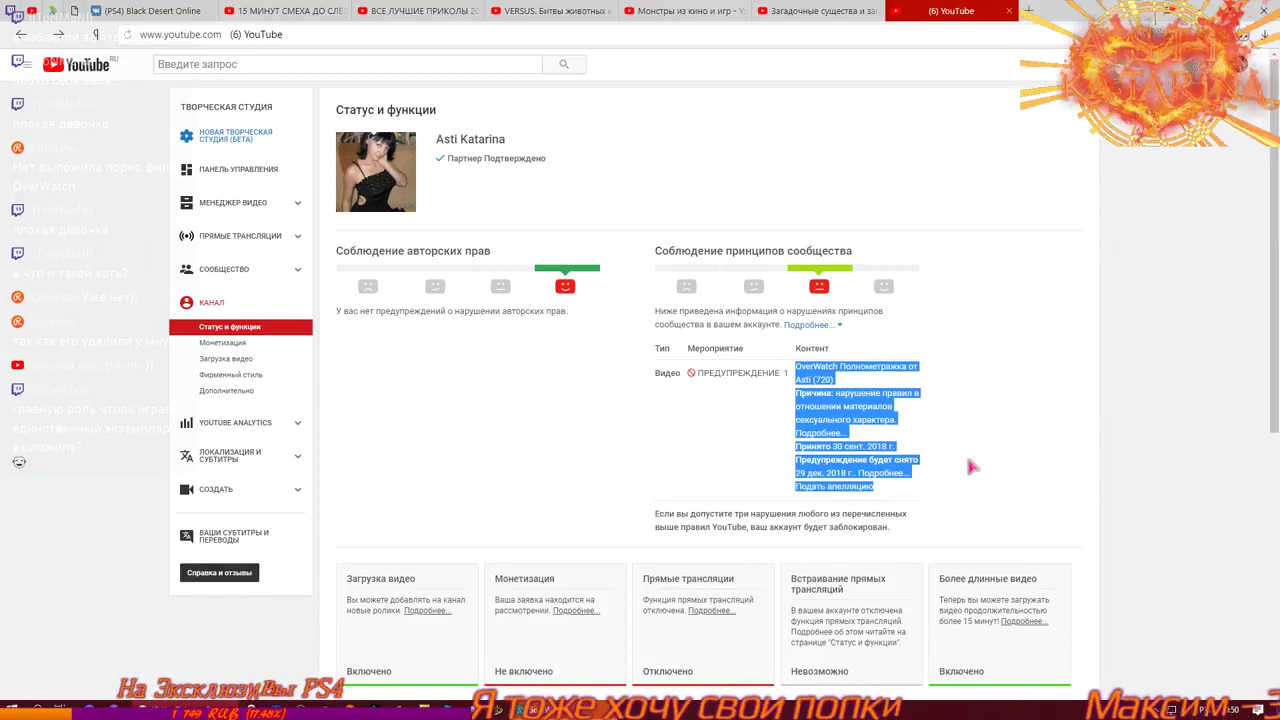 (PS4) Black Desert Online
15 МИНУТ СМЕХА ДО СЛЁЗ
ВСЕ ЛУЧШИЕ ПРИКОЛЫ 20
VERSUS. Битвы животных и
Монстры из кино и игр -
Загадочные существа и за
(6) YouTube
www.youtube.com (6) YouTube
YouTube RU
Введите запрос
плохая девочка
Нет выложила порно фил
OverWatch
плохая девочка
а что и такой есть?
Уже нет))
так как его удалили у мну
главную роль чтоль играл
единственный экземпляр
выложила?
ТВОРЧЕСКАЯ СТУДИЯ
НОВАЯ ТВОРЧЕСКАЯ
СТУДИЯ (БЕТА)
ПАНЕЛЬ УПРАВЛЕНИЯ
МЕНЕДЖЕР ВИДЕО
ПРЯМЫЕ ТРАНСЛЯЦИИ
СООБЩЕСТВО
КАНАЛ
Статус и функции
Монетизация
Загрузка видео
Фирменный стиль
Дополнительно
YOUTUBE ANALYTICS
ЛОКАЛИЗАЦИЯ И
СУБТИТРЫ
СОЗДАТЬ
ВАШИ СУБТИТРЫ И
ПЕРЕВОДЫ
Справка и отзывы
Статус и функции
Asti Katarina
Партнер Подтверждено
Соблюдение авторских прав
У вас нет предупреждений о нарушении авторских прав.
Соблюдение принципов сообщества
Ниже приведена информация о нарушениях принципов
сообщества в вашем аккаунте. Подробнее...
Тип Мероприятие Контент
Видео ПРЕДУПРЕЖДЕНИЕ 1
OverWatch Полнометражка от
Asti (720)
Причина: нарушение правил в
отношении материалов
сексуального характера.
Подробнее...
Принято 30 сент. 2018 г.
Предупреждение будет снято
29 дек. 2018 г.. Подробнее...
Подать апелляцию
Если вы допустите три нарушения любого из перечисленных
выше правил YouTube, ваш аккаунт будет заблокирован.
Загрузка видео
Вы можете добавлять на канал
новые ролики. Подробнее...
Включено
Монетизация
Ваша заявка находится на
рассмотрении. Подробнее...
Не включено
Прямые трансляции
Функция прямых трансляций
отключена. Подробнее...
Отключено
Встраивание прямых
трансляций
В вашем аккаунте отключена
функция прямых трансляций.
Подробнее об этом читайте на
странице "Статус и функции".
Невозможно
Более длинные видео
Теперь вы можете загружать
видео продолжительностью
более 15 минут! Подробнее...
Включено
KATARINA
На Эксклюзивы PS4
1 749 RUB (17.48%)
Я тоже хочу свои попки
Максим